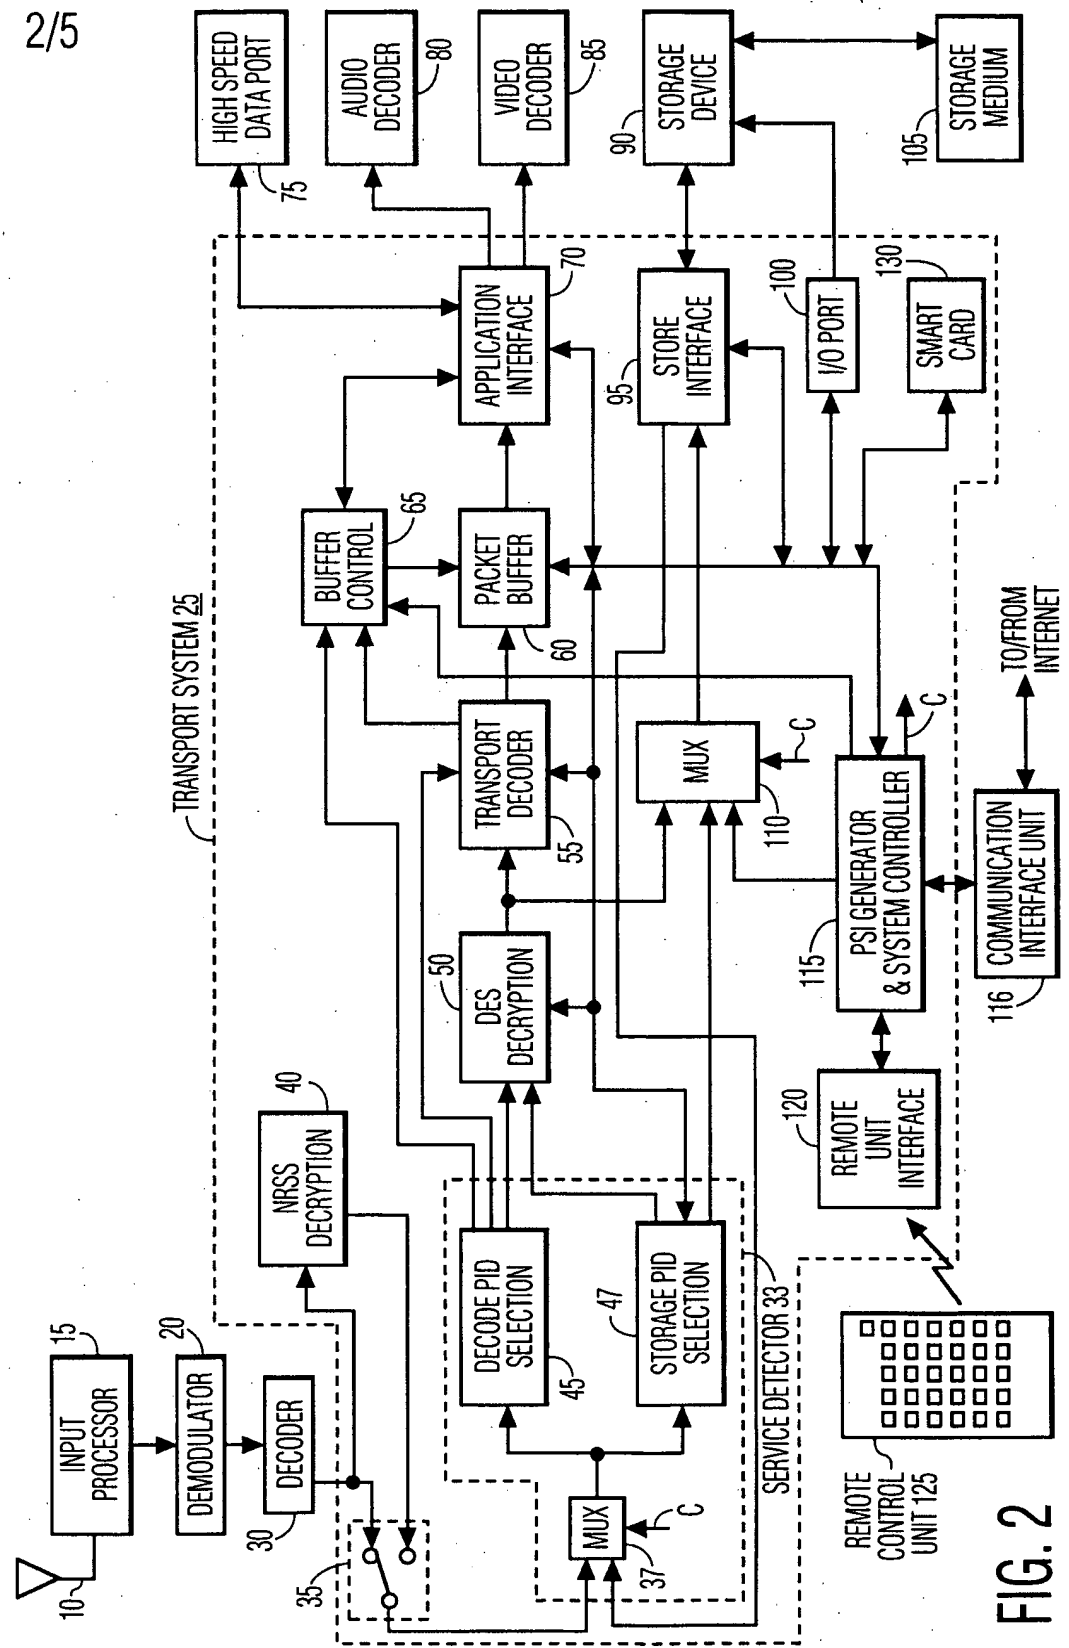 2/5
HIGH SPEED
DATA PORT
75
AUDIO
DECODER
80
VIDEO
DECODER
85
STORAGE
DEVICE
90
STORAGE
MEDIUM
105
TRANSPORT SYSTEM 25
BUFFER
CONTROL
65
APPLICATION
INTERFACE
70
PACKET
BUFFER
60
STORE
INTERFACE
95
I/O PORT
100
SMART
CARD
130
TRANSPORT
DECODER
55
MUX
110
C
PSI GENERATOR
& SYSTEM CONTROLLER
115
C
TO/FROM
INTERNET
COMMUNICATION
INTERFACE UNIT
116
DES
DECRYPTION
50
NRSS
DECRYPTION
40
REMOTE
UNIT
INTERFACE
120
DECODE PID
SELECTION
45
STORAGE PID
SELECTION
47
SERVICE DETECTOR 33
INPUT
PROCESSOR
15
10
DEMODULATOR
20
DECODER
30
35
MUX
37
C
REMOTE
CONTROL
UNIT 125
FIG. 2